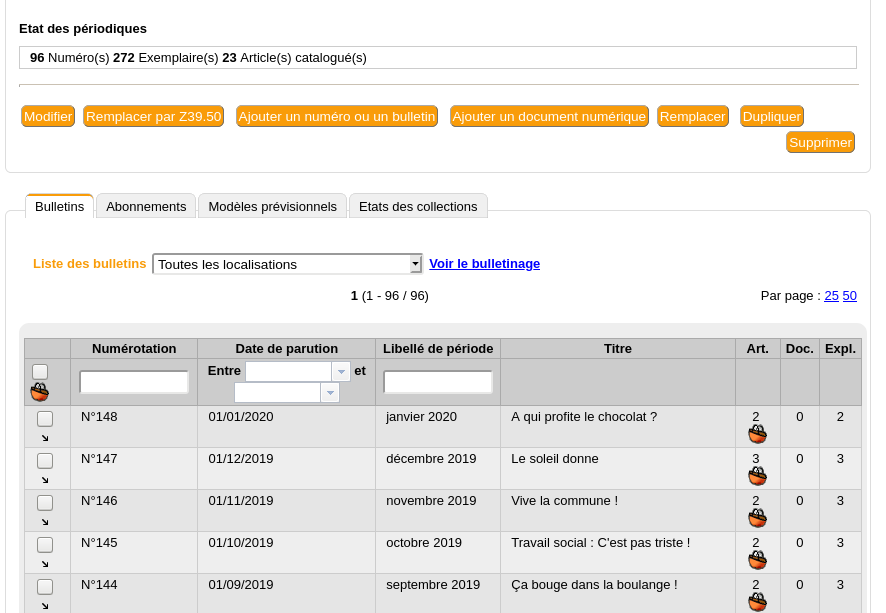 Etat des périodiques
96 Numéro(s) 272 Exemplaire(s) 23 Article(s) catalogué(s)
Modifier Remplacer par Z39.50 Ajouter un numéro ou un bulletin Ajouter un document numérique Remplacer Dupliquer
Supprimer
Bulletins Abonnements Modèles prévisionnels Etats des collections
Liste des bulletins Toutes les localisations Voir le bulletinage
1 (1 - 96 / 96) Par page : 25 50
Numérotation Date de parution Libellé de période Titre Art. Doc. Expl.
Entre et
N°148 01/01/2020 janvier 2020 A qui profite le chocolat ? 2 0 2
N°147 01/12/2019 décembre 2019 Le soleil donne 3 0 3
N°146 01/11/2019 novembre 2019 Vive la commune ! 2 0 3
N°145 01/10/2019 octobre 2019 Travail social : C'est pas triste ! 2 0 3
N°144 01/09/2019 septembre 2019 Ça bouge dans la boulange ! 2 0 3